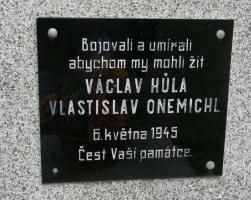 Bojovali a umírali
abychom my mohli žít
VÁCLAV HŮLA
VLASTISLAV ONEMICHL
6. května 1945
Čest Vaší památce.